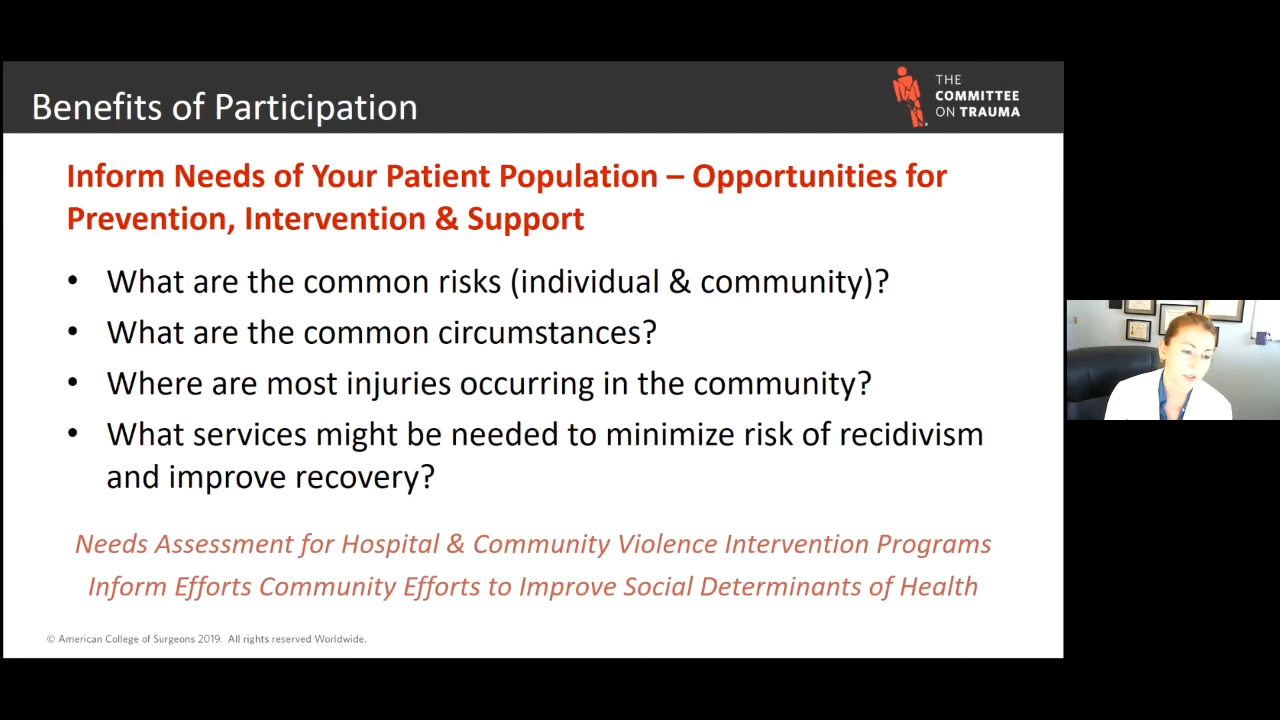 Benefits of Participation
THE
COMMITTEE
ON TRAUMA
Inform Needs of Your Patient Population – Opportunities for
Prevention, Intervention & Support
• What are the common risks (individual & community)?
• What are the common circumstances?
• Where are most injuries occurring in the community?
• What services might be needed to minimize risk of recidivism
and improve recovery?
Needs Assessment for Hospital & Community Violence Intervention Programs
Inform Efforts Community Efforts to Improve Social Determinants of Health
© American College of Surgeons 2019. All rights reserved Worldwide.